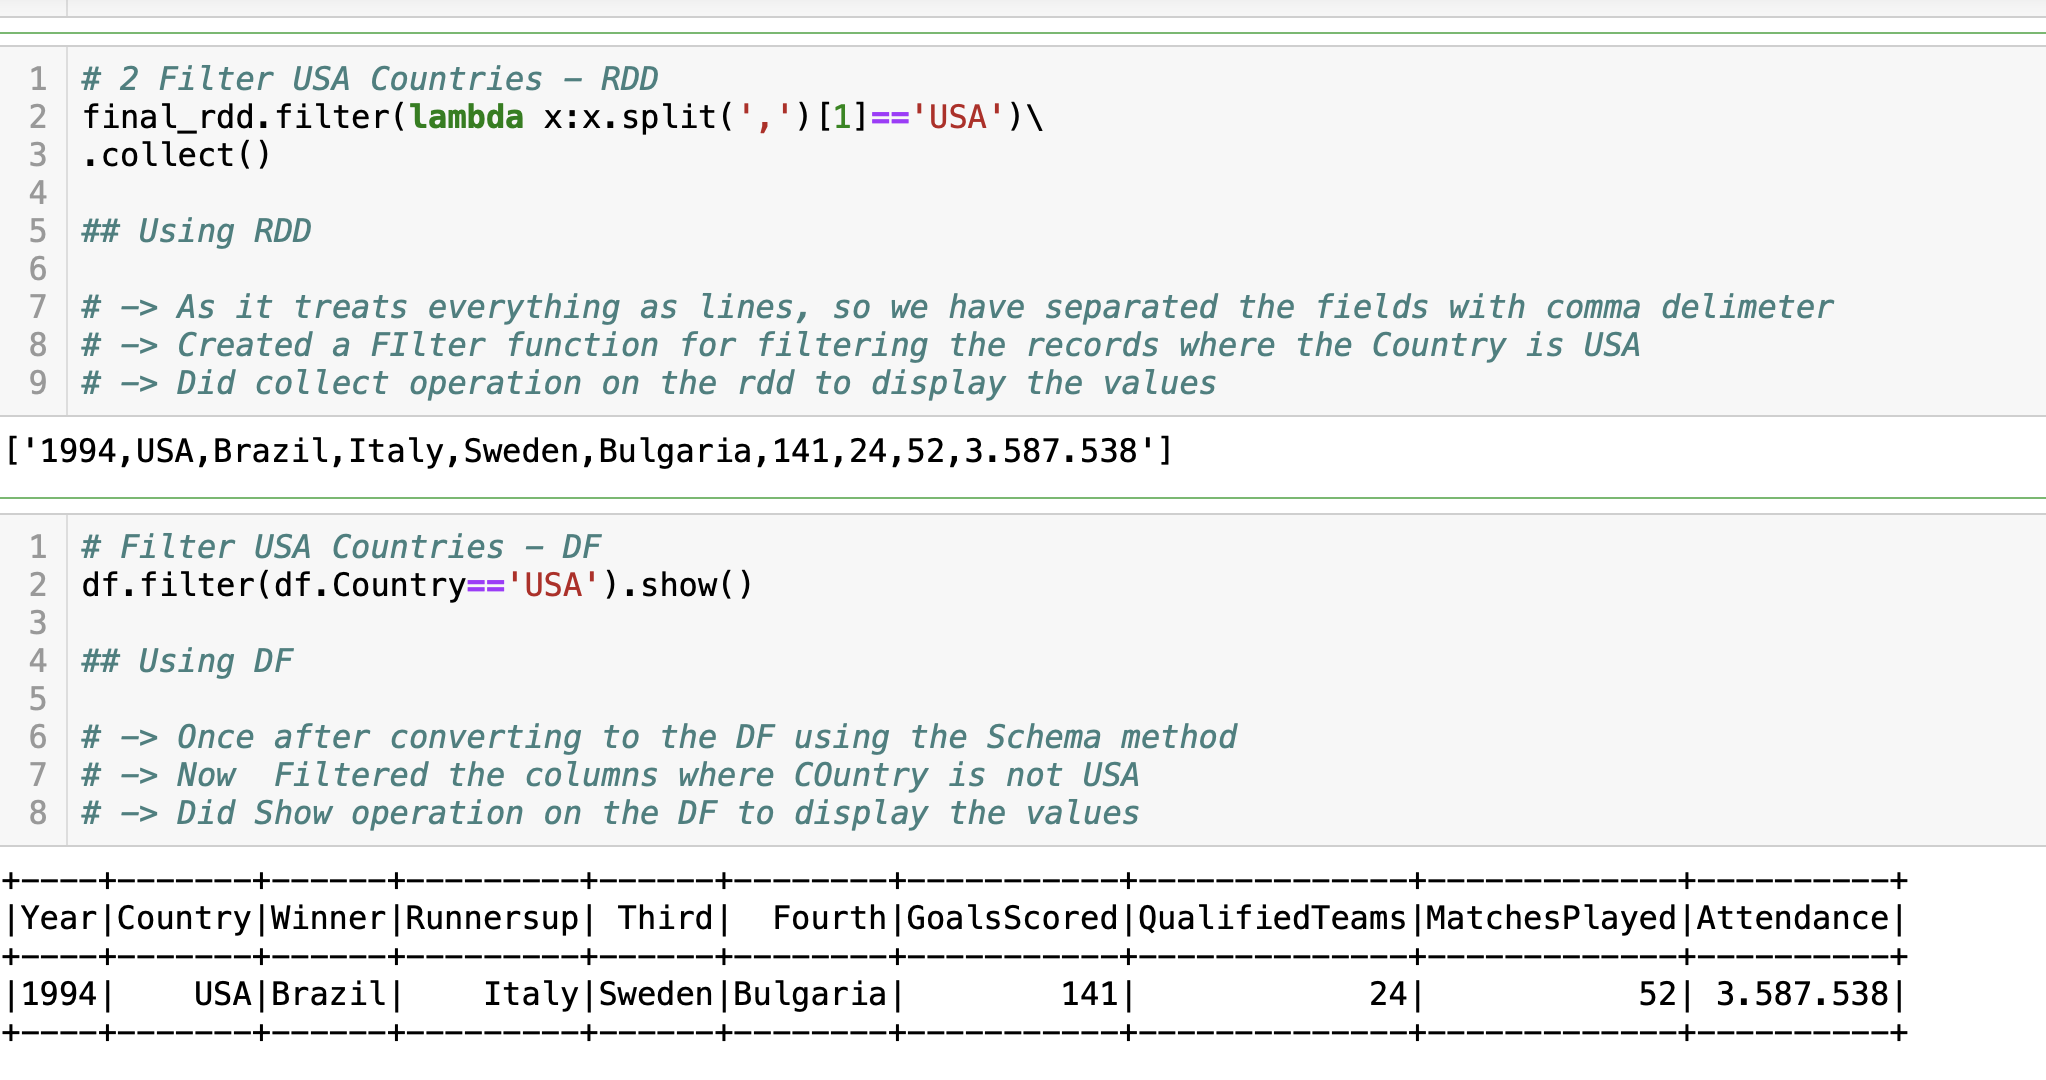 1 # 2 Filter USA Countries – RDD
2 final_rdd.filter(lambda x:x.split(',')[1]=='USA')\
3 .collect()
4
5 ## Using RDD
6
7 # –> As it treats everything as lines, so we have separated the fields with comma delimeter
8 # –> Created a FIlter function for filtering the records where the Country is USA
9 # –> Did collect operation on the rdd to display the values
['1994,USA,Brazil,Italy,Sweden,Bulgaria,141,24,52,3.587.538']
1 # Filter USA Countries – DF
2 df.filter(df.Country=='USA').show()
3
4 ## Using DF
5
6 # –> Once after converting to the DF using the Schema method
7 # –> Now  Filtered the columns where COuntry is not USA
8 # –> Did Show operation on the DF to display the values
+----+-------+------+---------+------+--------+-----------+--------------+-------------+----------+
|Year|Country|Winner|Runnersup| Third|  Fourth|GoalsScored|QualifiedTeams|MatchesPlayed|Attendance|
+----+-------+------+---------+------+--------+-----------+--------------+-------------+----------+
|1994|    USA|Brazil|    Italy|Sweden|Bulgaria|        141|            24|           52| 3.587.538|
+----+-------+------+---------+------+--------+-----------+--------------+-------------+----------+